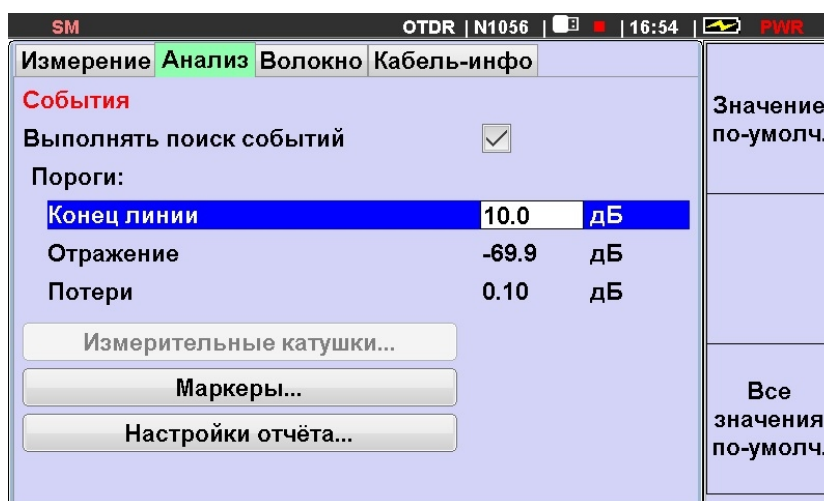 SM OTDR | N1056 | | 16:54 | PWR
Измерение Анализ Волокно Кабель-инфо
События
Выполнять поиск событий
Пороги:
Конец линии 10.0 дБ
Отражение -69.9 дБ
Потери 0.10 дБ
Измерительные катушки...
Маркеры...
Настройки отчёта...
Значение
по-умолч.
Все
значения
по-умолч.